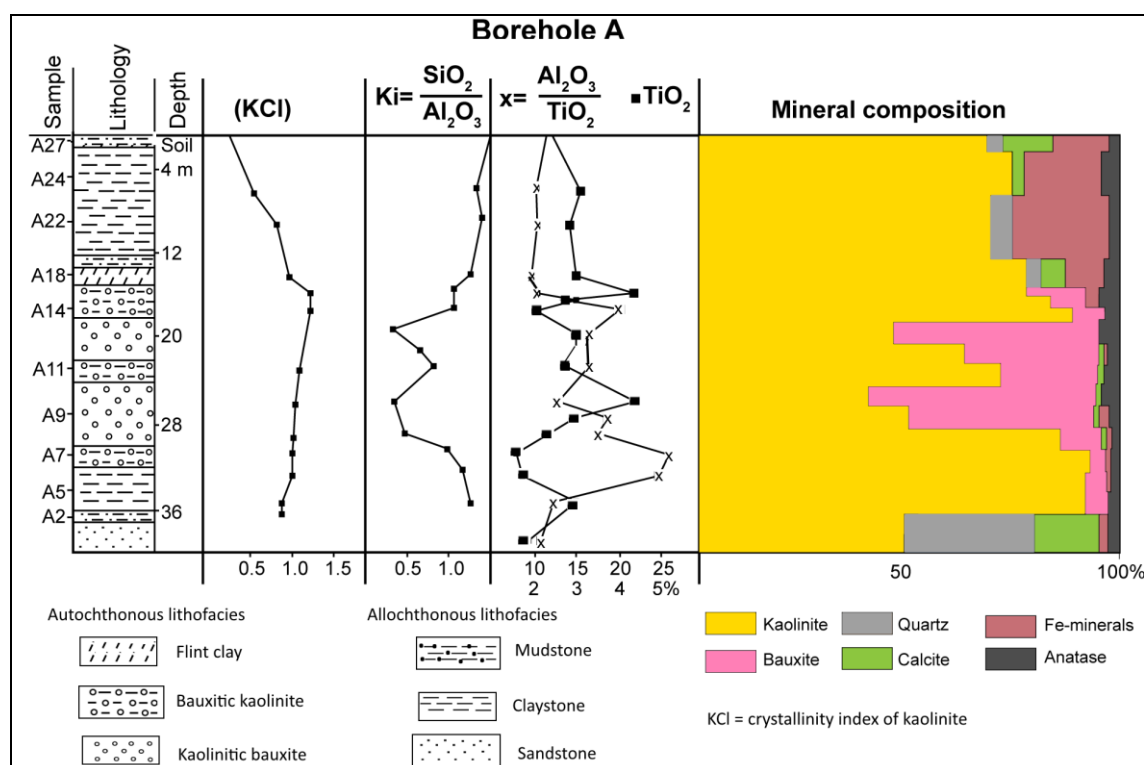 Borehole A
Sample
Lithology
Depth
(KCl)
Ki= SiO₂
Al₂O₃
x= Al₂O₃
TiO₂
■TiO₂
Mineral composition
A27
Soil
4 m
A24
A22
12
A18
A14
20
A11
A9
28
A7
A5
36
A2
0.5 1.0 1.5
0.5 1.0
10 15 20 25
2 3 4 5%
50 100%
Autochthonous lithofacies
Allochthonous lithofacies
Flint clay
Mudstone
Bauxitic kaolinite
Claystone
Kaolinitic bauxite
Sandstone
Kaolinite
Quartz
Fe-minerals
Bauxite
Calcite
Anatase
KCl = crystallinity index of kaolinite